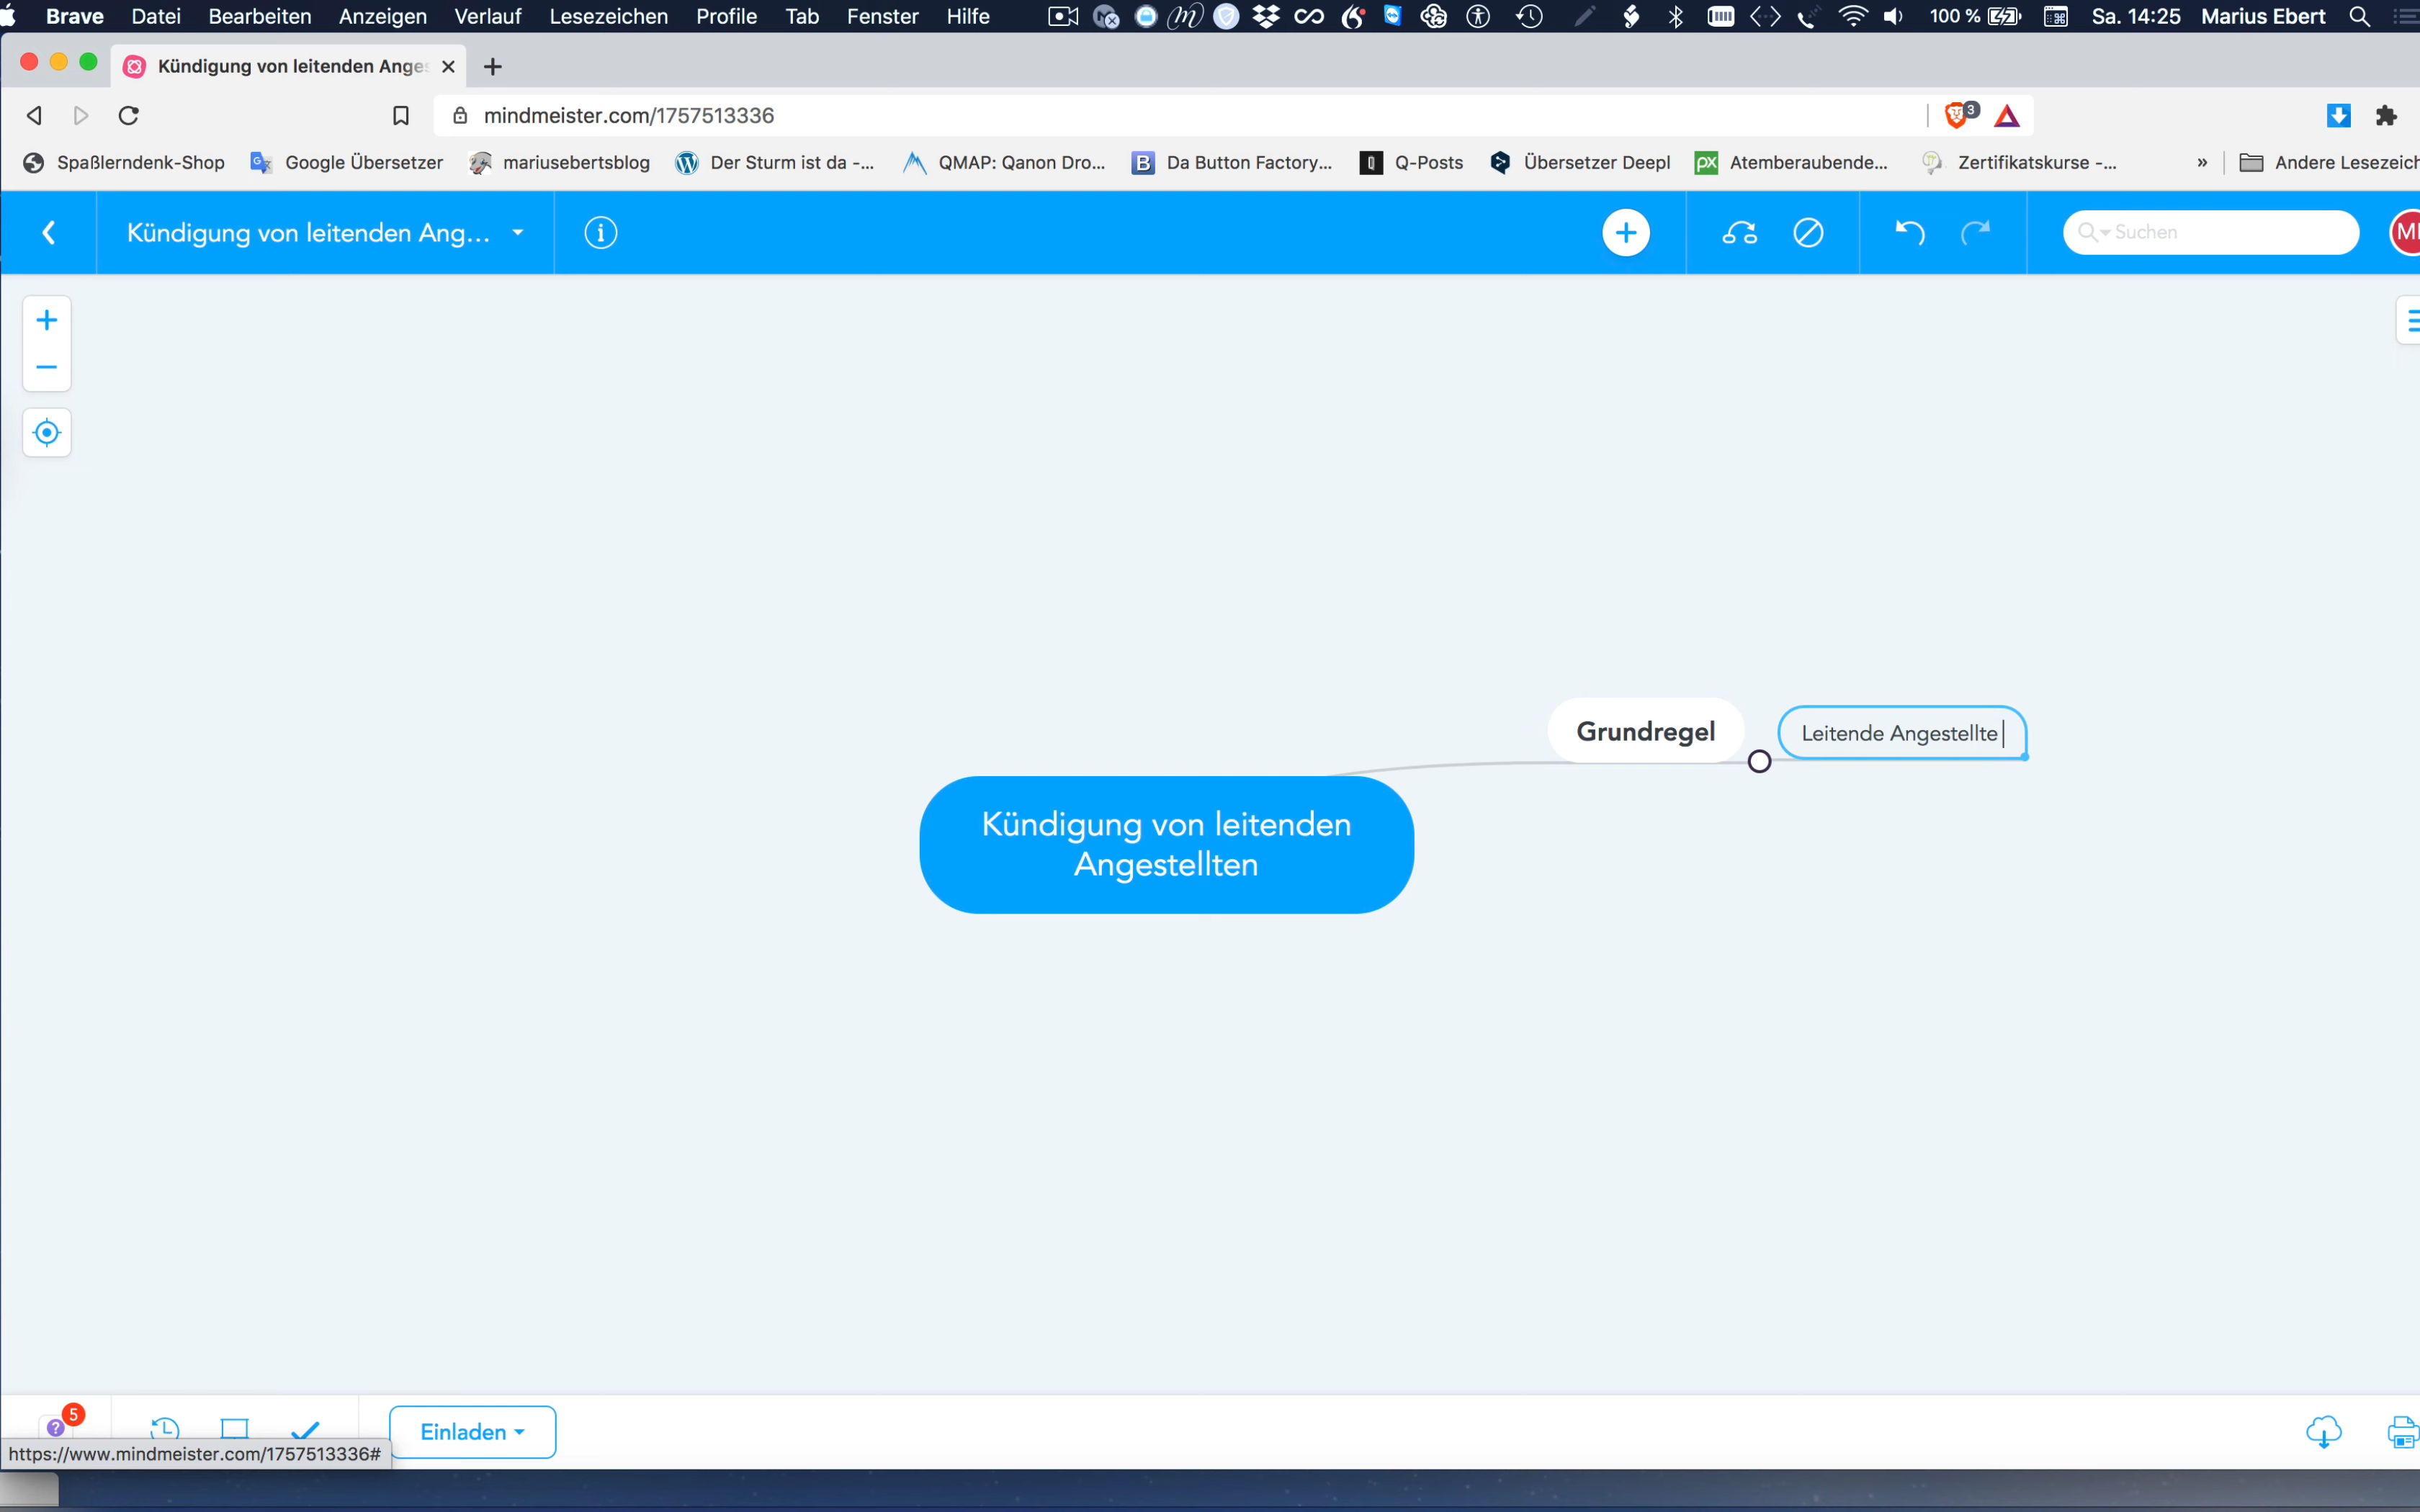 Brave Datei Bearbeiten Anzeigen Verlauf Lesezeichen Profile Tab Fenster Hilfe 100 % Sa. 14:25 Marius Ebert
Kündigung von leitenden Ange
mindmeister.com/1757513336 3
Spaßlerndenk-Shop Google Übersetzer mariusebertsblog Der Sturm ist da -... QMAP: Qanon Dro... B Da Button Factory... Q Q-Posts Übersetzer Deepl px Atemberaubende... Zertifikatskurse -... » Andere Lesezeich
Kündigung von leitenden Ang... Suchen M
Grundregel Leitende Angestellte
Kündigung von leitenden
Angestellten
5
? Einladen
https://www.mindmeister.com/1757513336#